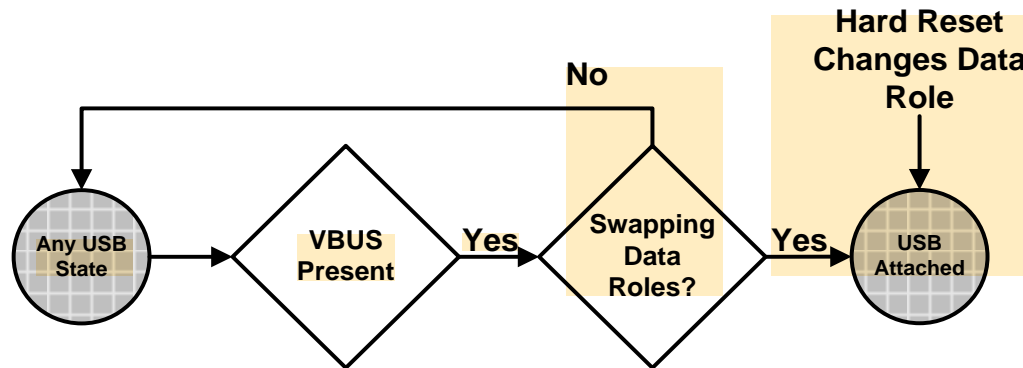 Hard Reset
Changes Data
Role
No
Any USB
State
VBUS
Present
Yes
Swapping
Data
Roles?
Yes
USB
Attached